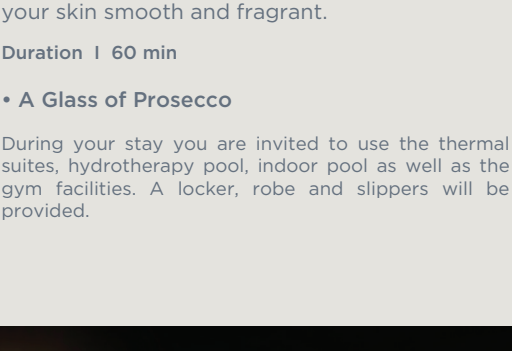 your skin smooth and fragrant.
Duration I 60 min
• A Glass of Prosecco
During your stay you are invited to use the thermal
suites, hydrotherapy pool, indoor pool as well as the
gym facilities. A locker, robe and slippers will be
provided.